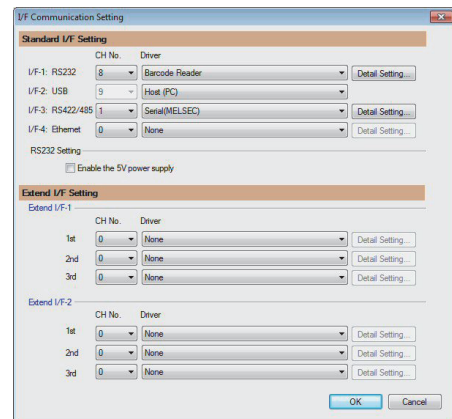 I/F Communication Setting
Standard I/F Setting
CH No. Driver
I/F-1: RS232 8 Barcode Reader Detail Setting...
I/F-2: USB 9 Host (PC)
I/F-3: RS422/485 1 Serial(MELSEC) Detail Setting...
I/F-4: Ethernet 0 None Detail Setting...
RS232 Setting
Enable the 5V power supply
Extend I/F Setting
Extend I/F-1
CH No. Driver
1st 0 None Detail Setting...
2nd 0 None Detail Setting...
3rd 0 None Detail Setting...
Extend I/F-2
CH No. Driver
1st 0 None Detail Setting...
2nd 0 None Detail Setting...
3rd 0 None Detail Setting...
OK Cancel